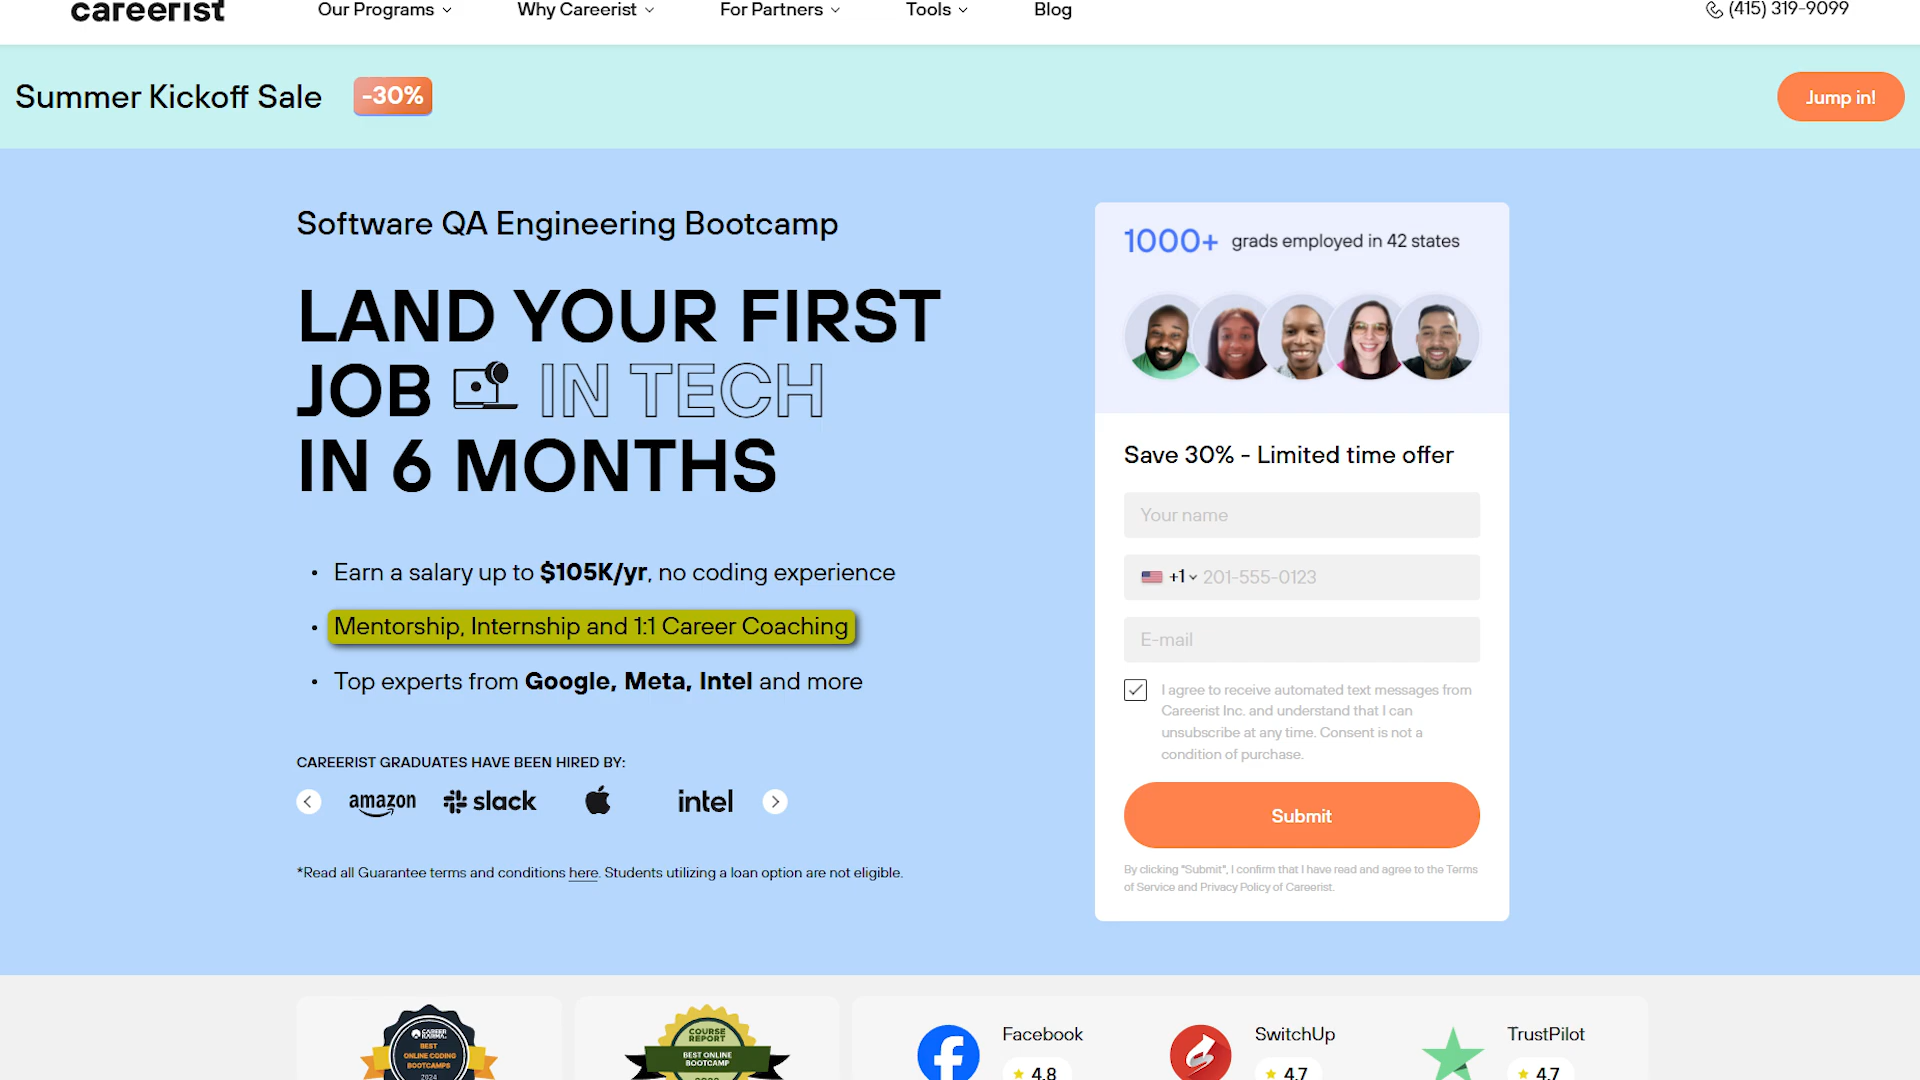 careerist
Our Programs
Why Careerist
For Partners
Tools
Blog
(415) 319-9099
Summer Kickoff Sale
-30%
Jump in!
Software QA Engineering Bootcamp
LAND YOUR FIRST
JOB IN TECH
IN 6 MONTHS
• Earn a salary up to $105K/yr, no coding experience
• Mentorship, Internship and 1:1 Career Coaching
• Top experts from Google, Meta, Intel and more
CAREERIST GRADUATES HAVE BEEN HIRED BY:
amazon
slack
intel
*Read all Guarantee terms and conditions here. Students utilizing a loan option are not eligible.
1000+ grads employed in 42 states
Save 30% - Limited time offer
Your name
+1 201-555-0123
E-mail
I agree to receive automated text messages from
Careerist Inc. and understand that I can
unsubscribe at any time. Consent is not a
condition of purchase.
Submit
By clicking "Submit", I confirm that I have read and agree to the Terms
of Service and Privacy Policy of Careerist.
CAREER
KARMA
BEST
ONLINE CODING
BOOTCAMPS
2024
COURSE
REPORT
BEST ONLINE
BOOTCAMP
Facebook
4.8
SwitchUp
4.7
TrustPilot
4.7